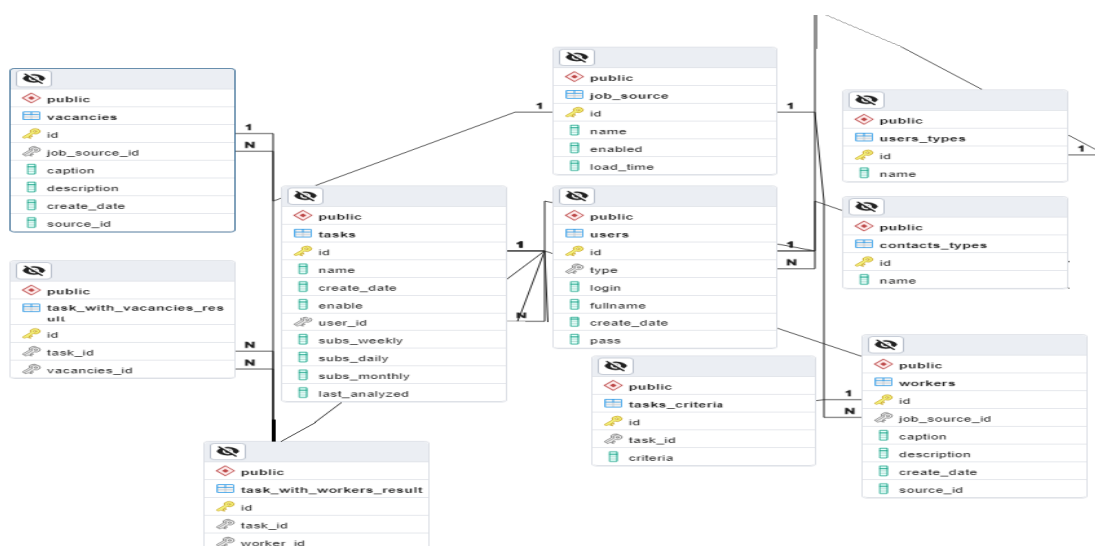 public
vacancies
id
job_source_id
caption
description
create_date
source_id
1
N
public
task_with_vacancies_res
ult
id
task_id
vacancies_id
N
N
public
tasks
id
name
create_date
enable
user_id
subs_weekly
subs_daily
subs_monthly
last_analyzed
1
N
public
task_with_workers_result
id
task_id
worker_id
1
public
job_source
id
name
enabled
load_time
1
public
users
id
type
login
fullname
create_date
pass
1
N
public
tasks_criteria
id
task_id
criteria
public
users_types
id
name
1
public
contacts_types
id
name
public
workers
id
job_source_id
caption
description
create_date
source_id
1
N